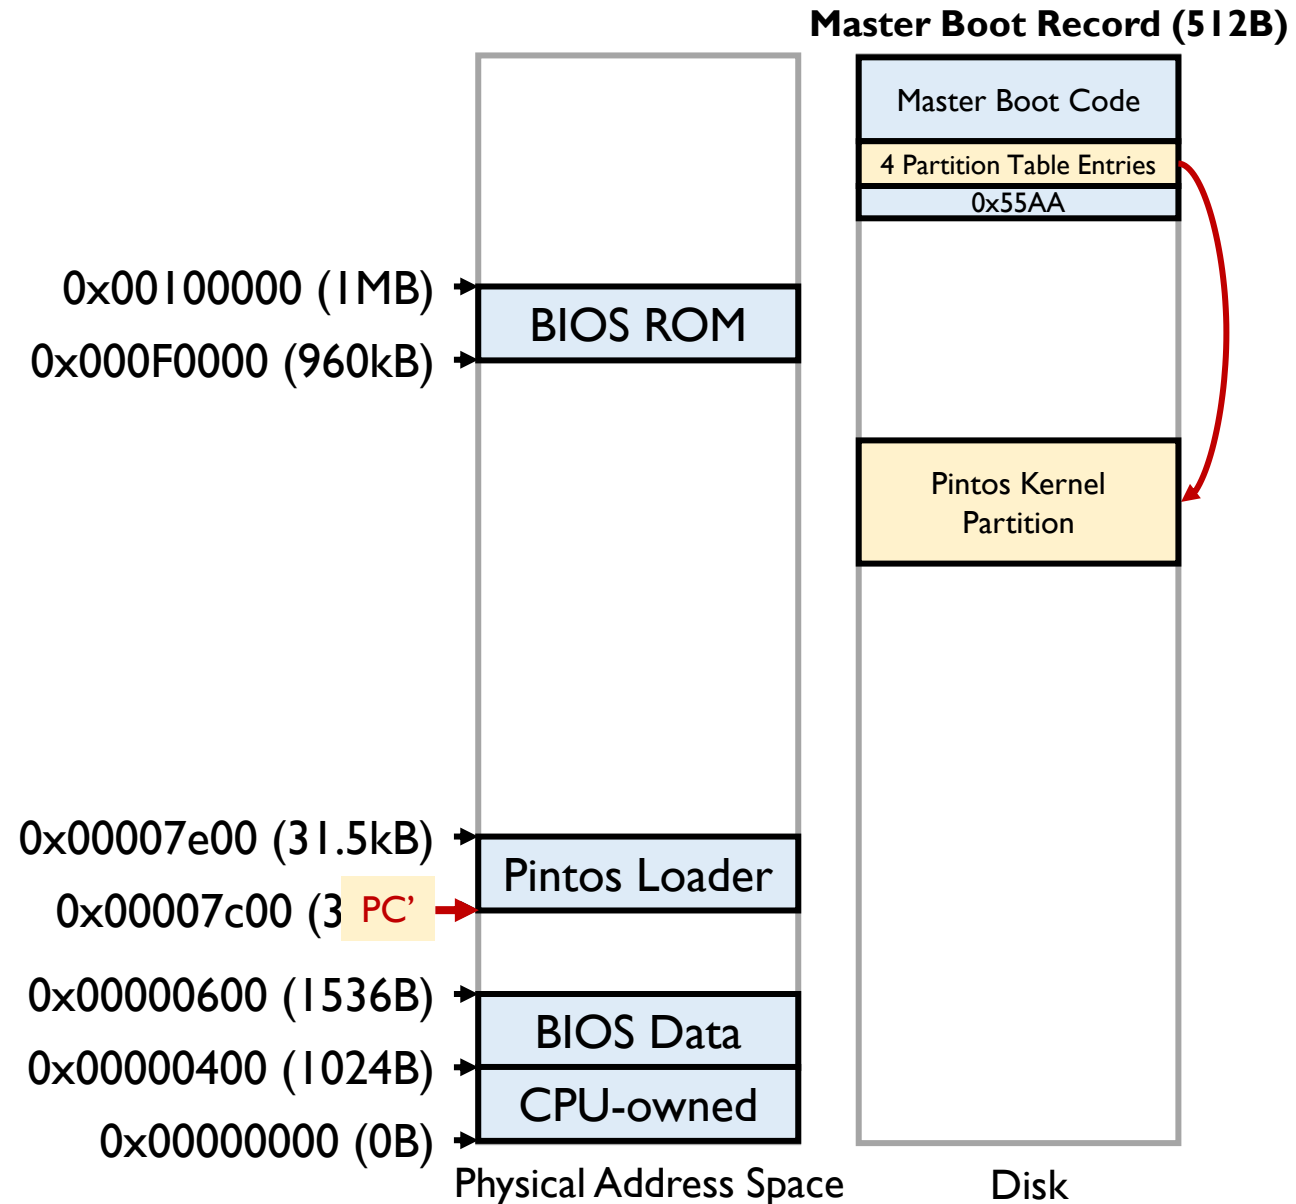 Master Boot Record (512B)
Master Boot Code
4 Partition Table Entries
0x55AA
0x00100000 (1MB)
BIOS ROM
0x000F0000 (960kB)
Pintos Kernel
Partition
0x00007e00 (31.5kB)
Pintos Loader
0x00007c00 (3
PC’
0x00000600 (1536B)
BIOS Data
0x00000400 (1024B)
CPU-owned
0x00000000 (0B)
Physical Address Space
Disk